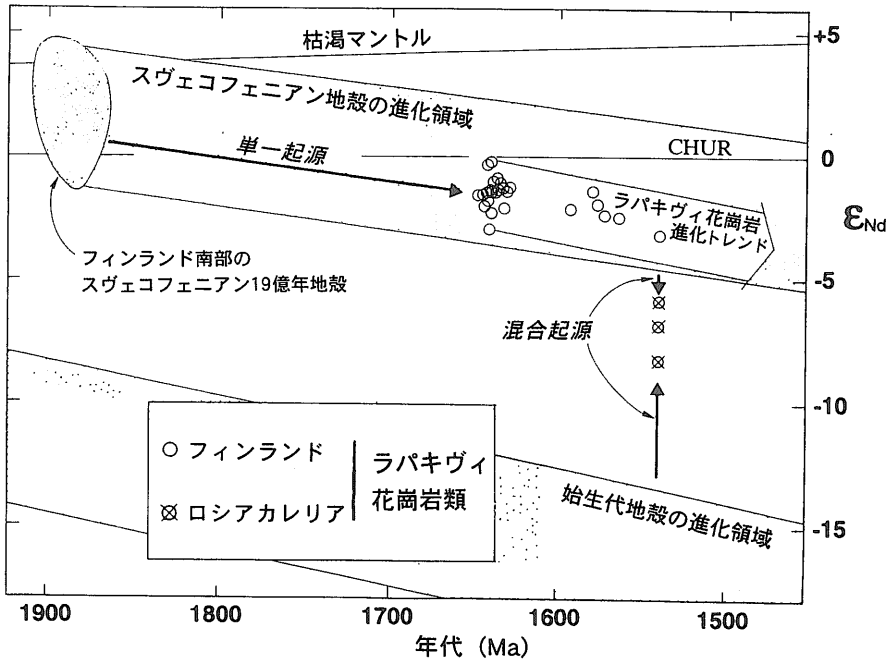 枯渇マントル
+5
スヴェコフェニアン地殻の進化領域
単一起源
CHUR
0
ラパキヴィ花崗岩
進化トレンド
εNd
フィンランド南部の
スヴェコフェニアン19億年地殻
-5
混合起源
-10
フィンランド
ロシアカレリア
ラパキヴィ
花崗岩類
始生代地殻の進化領域
-15
1900
1800
1700
1600
1500
年代 (Ma)